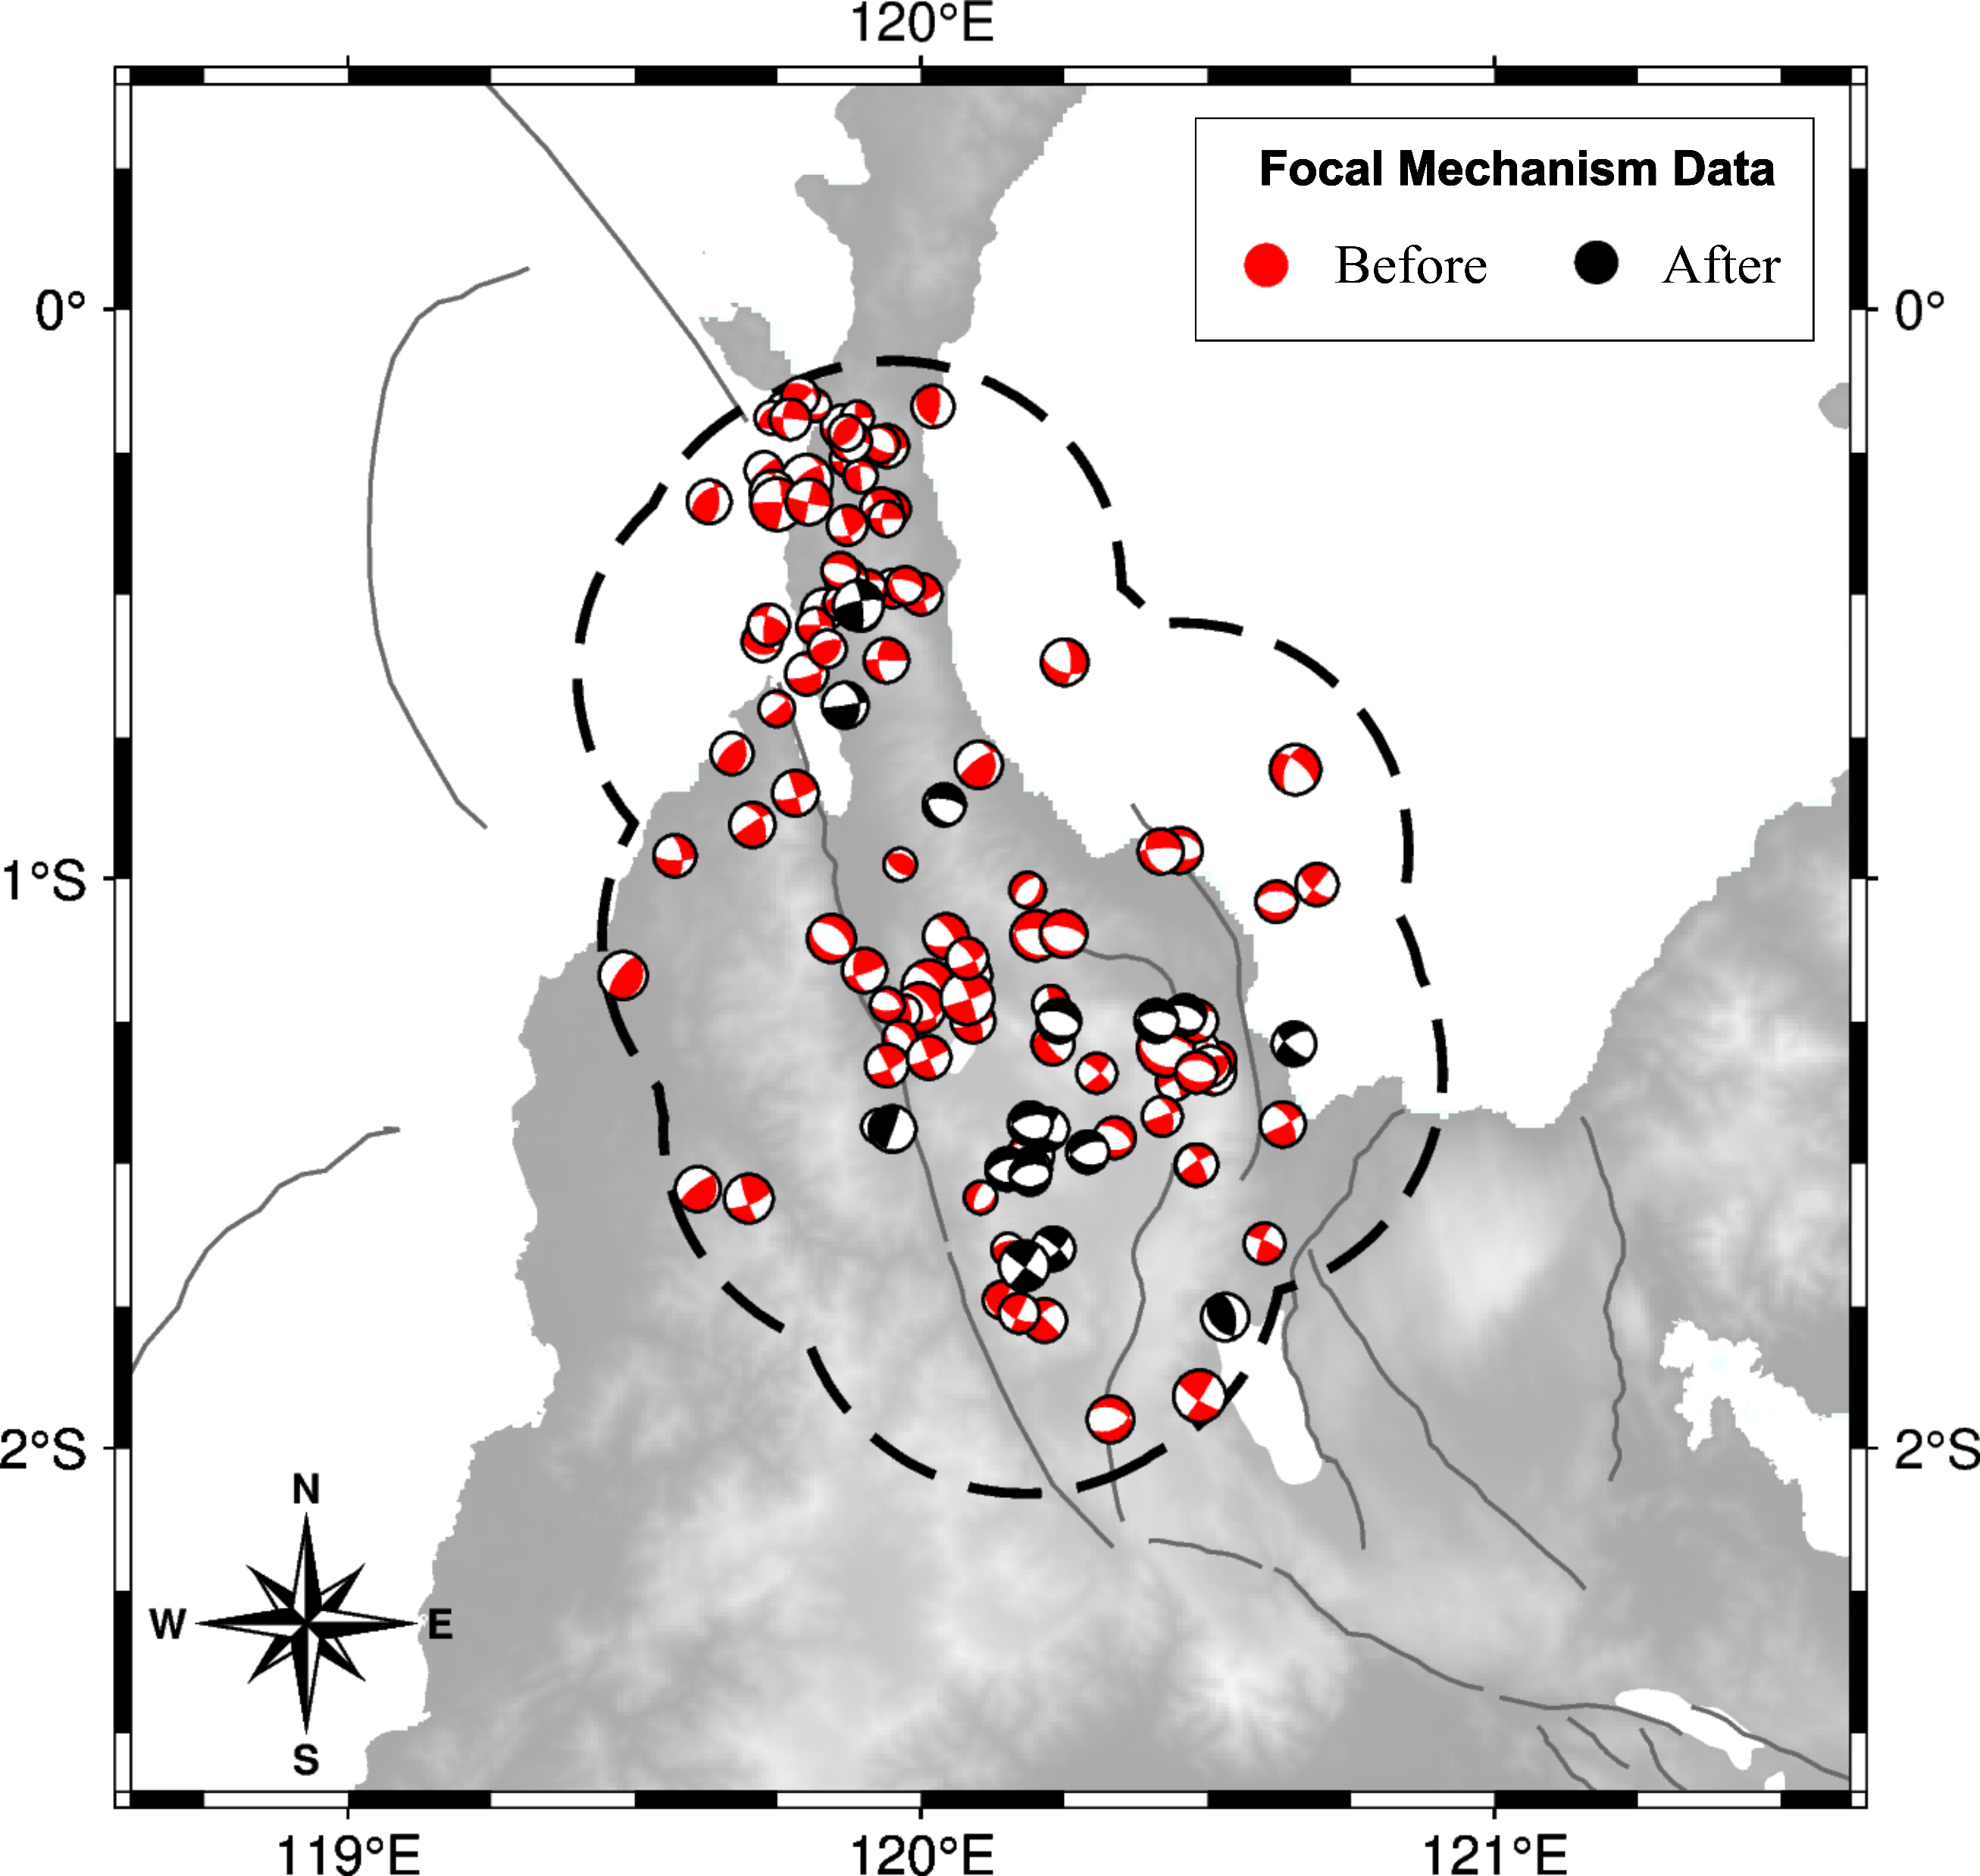 120°E
Focal Mechanism Data
Before After
0° 0°
1°S
2°S 2°S
N
W E
S
119°E 120°E 121°E